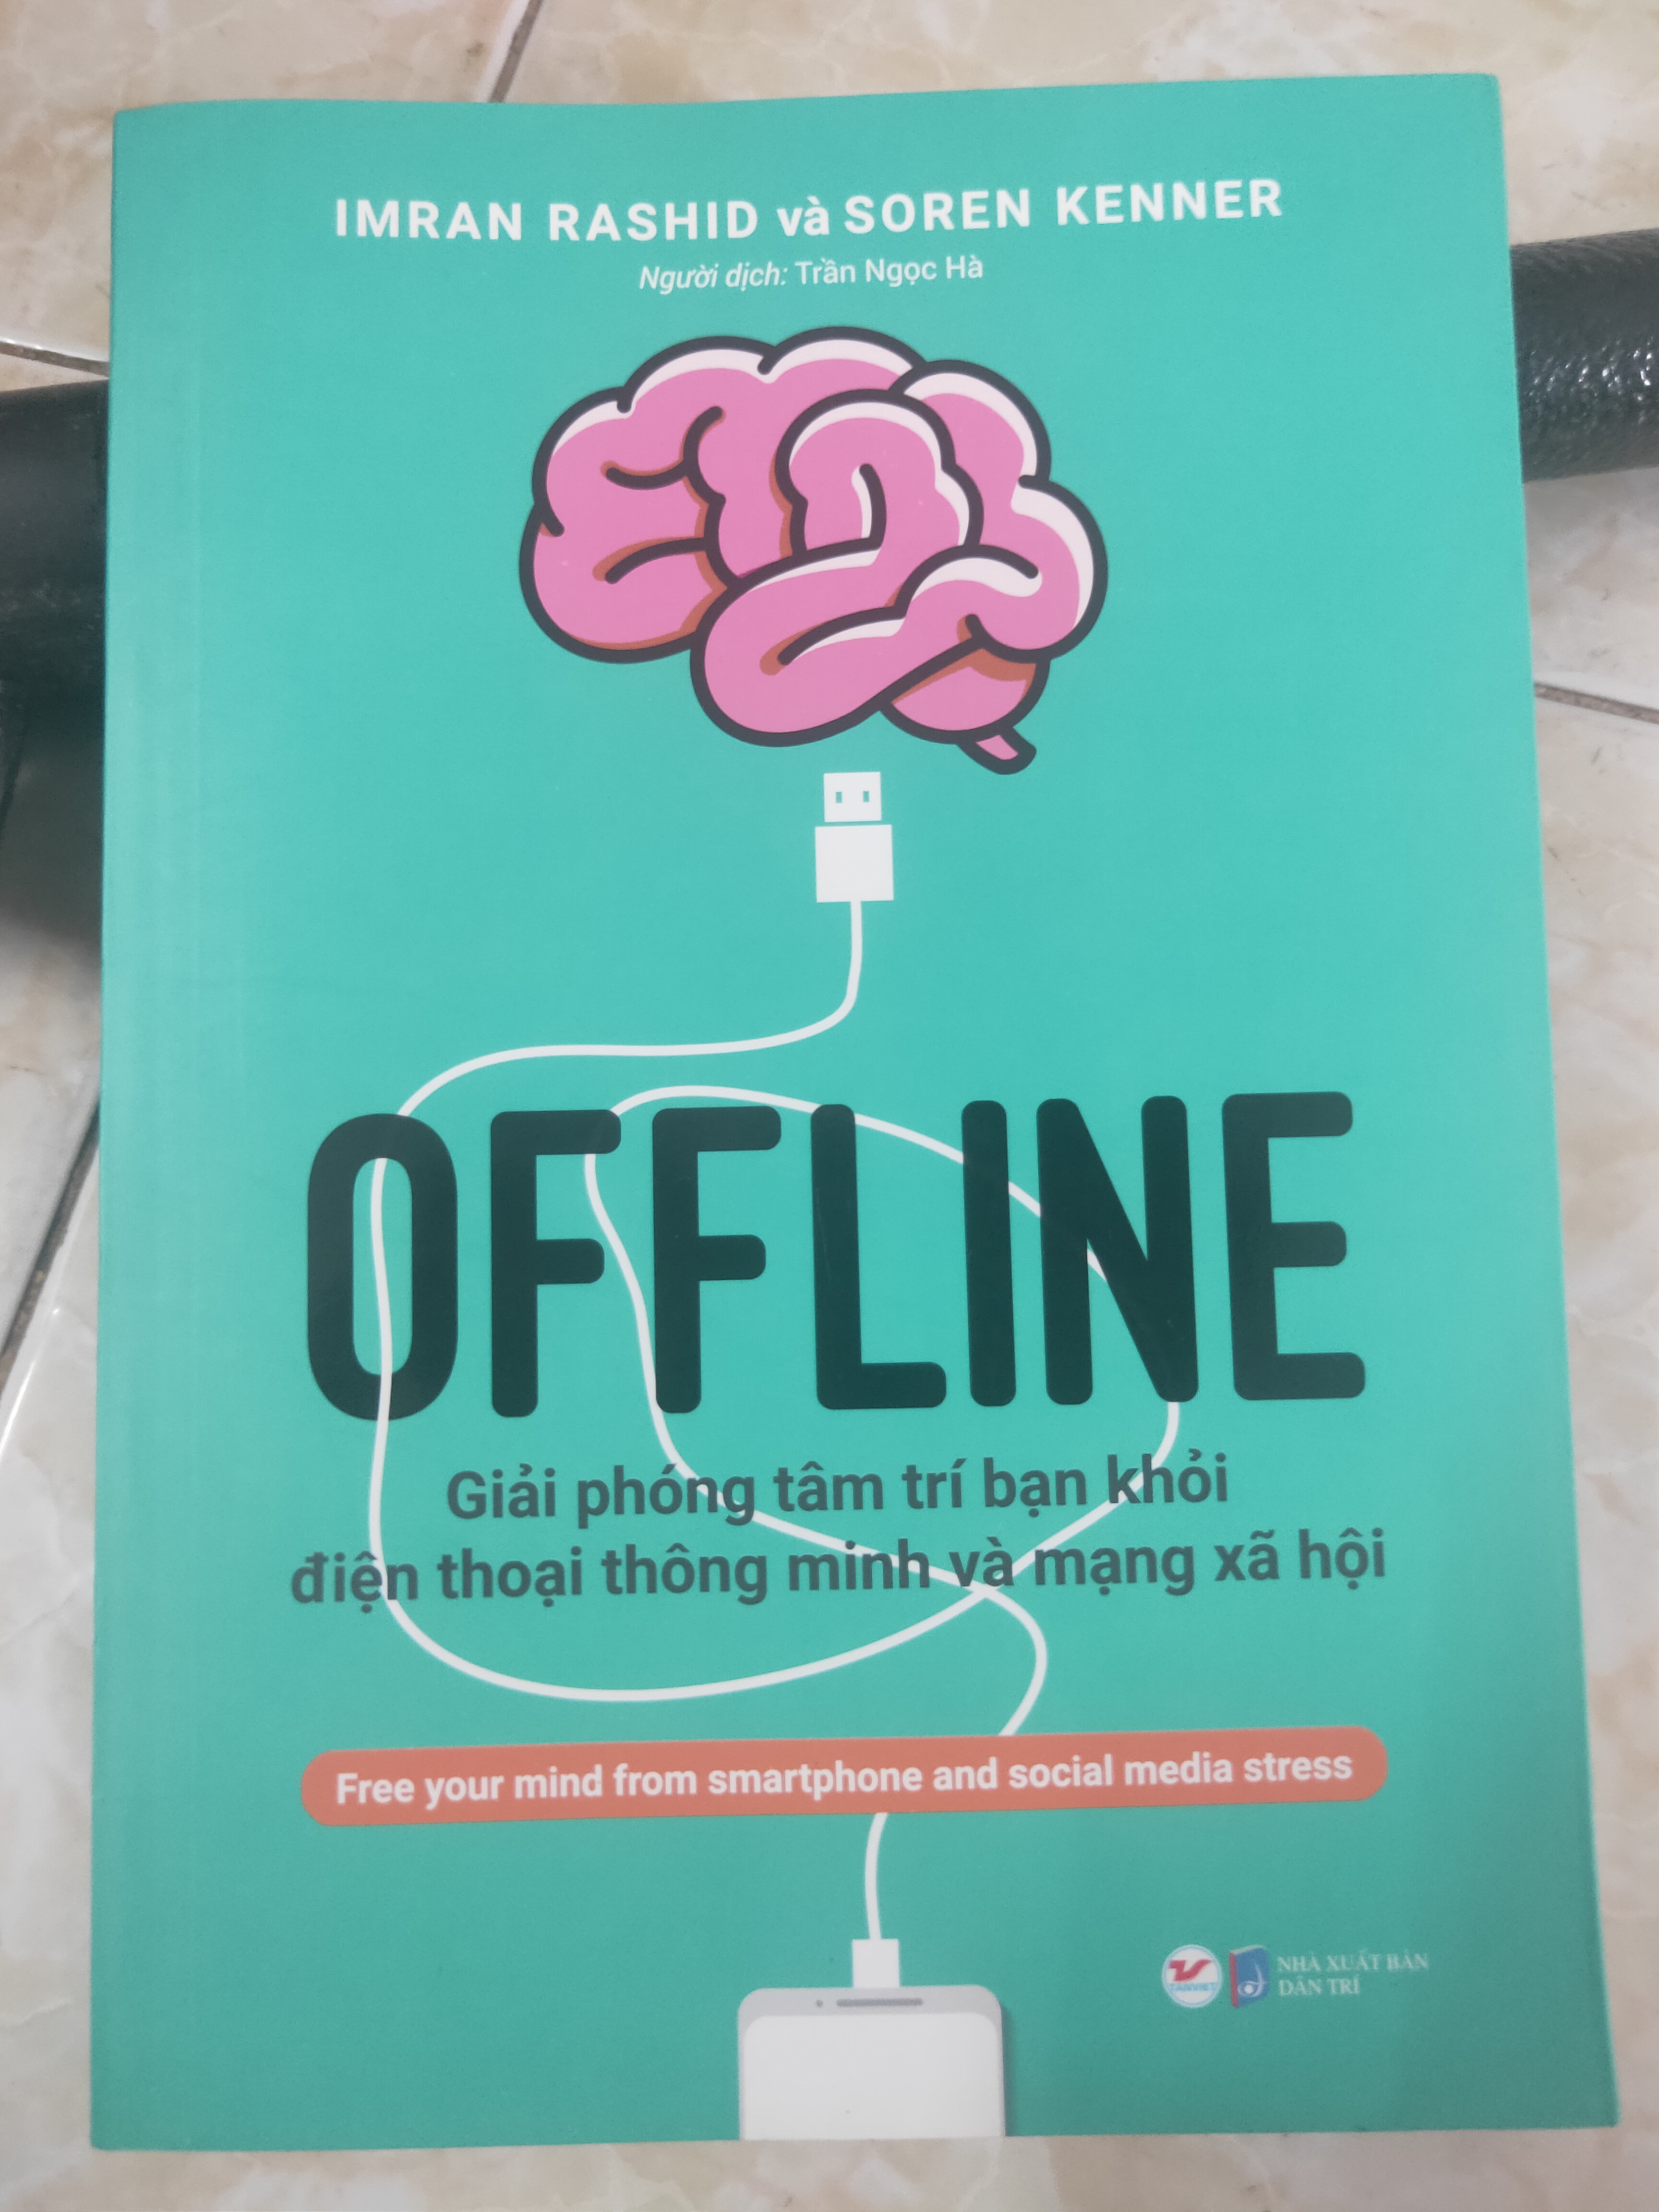 IMRAN RASHID và SOREN KENNER
Người dịch: Trần Ngọc Hà
OFFLINE
Giải phóng tâm trí bạn khỏi
điện thoại thông minh và mạng xã hội
Free your mind from smartphone and social media stress
TANVIET
NHÀ XUẤT BẢN
DÂN TRÍ